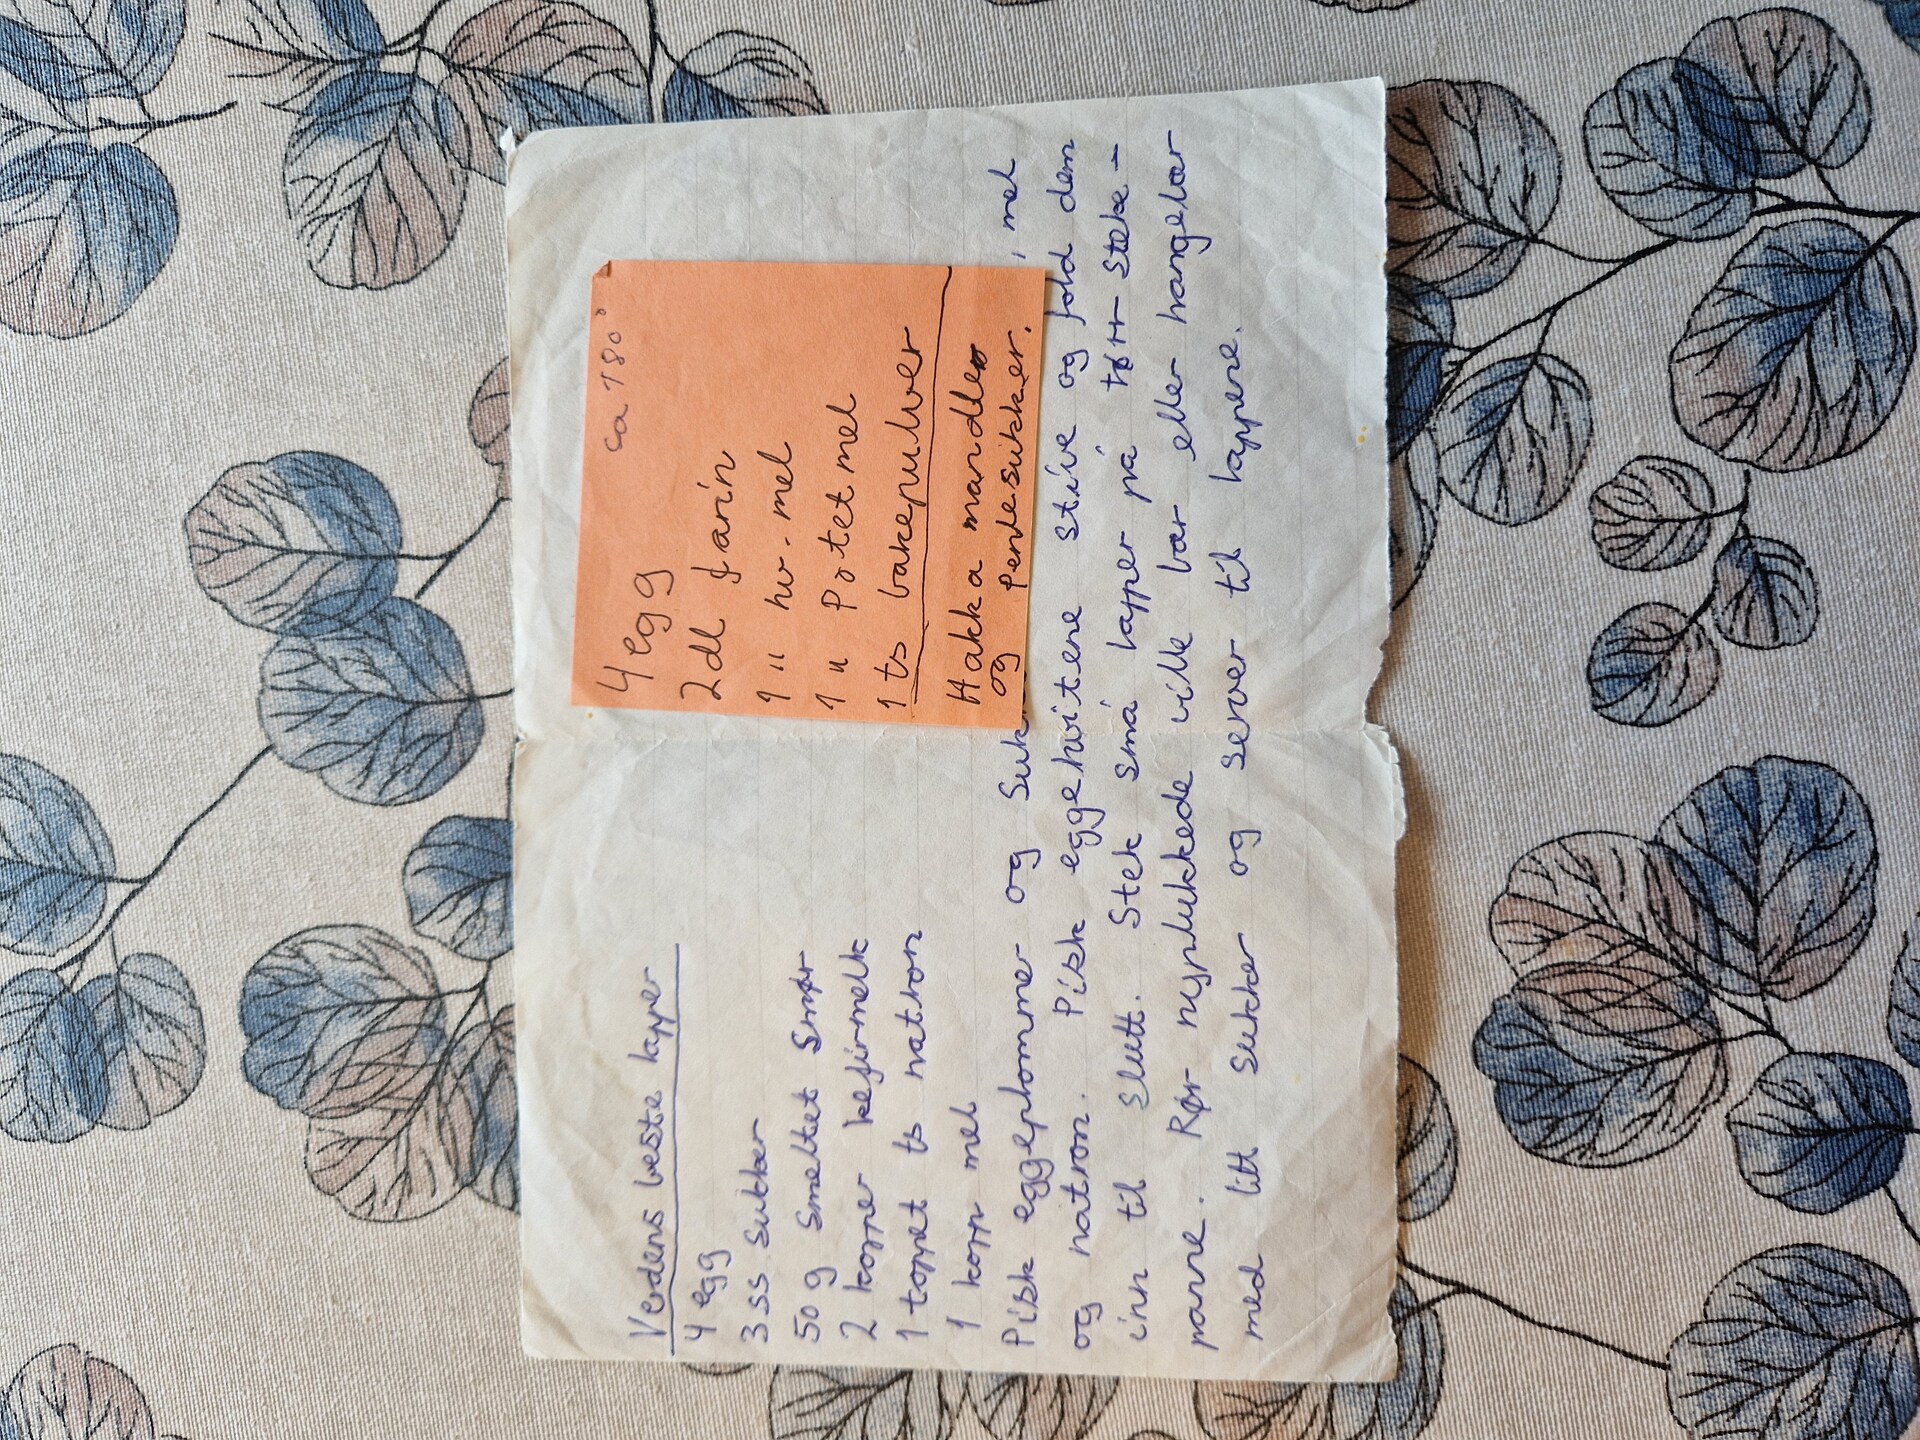 Verdens beste lapper
4 egg
3 ss sukker
50 g smeltet smør
2 kopper kefirmelk
1 toppet ts natron
1 kopp mel
Pisk eggeplommer og , mel
og natron. Pisk eggehvitene stive og fold dem
inn til slutt. Stek små lapper på tørr steke-
panne. Rør nyplukkede ville bær eller hangebær
med litt sukker og server til lappene.
ca 180°
4 egg
2 dl farin
1 " hv. mel
1 " Potetmel
1 ts bakepulver
Hakka mandler
og perlesukker.